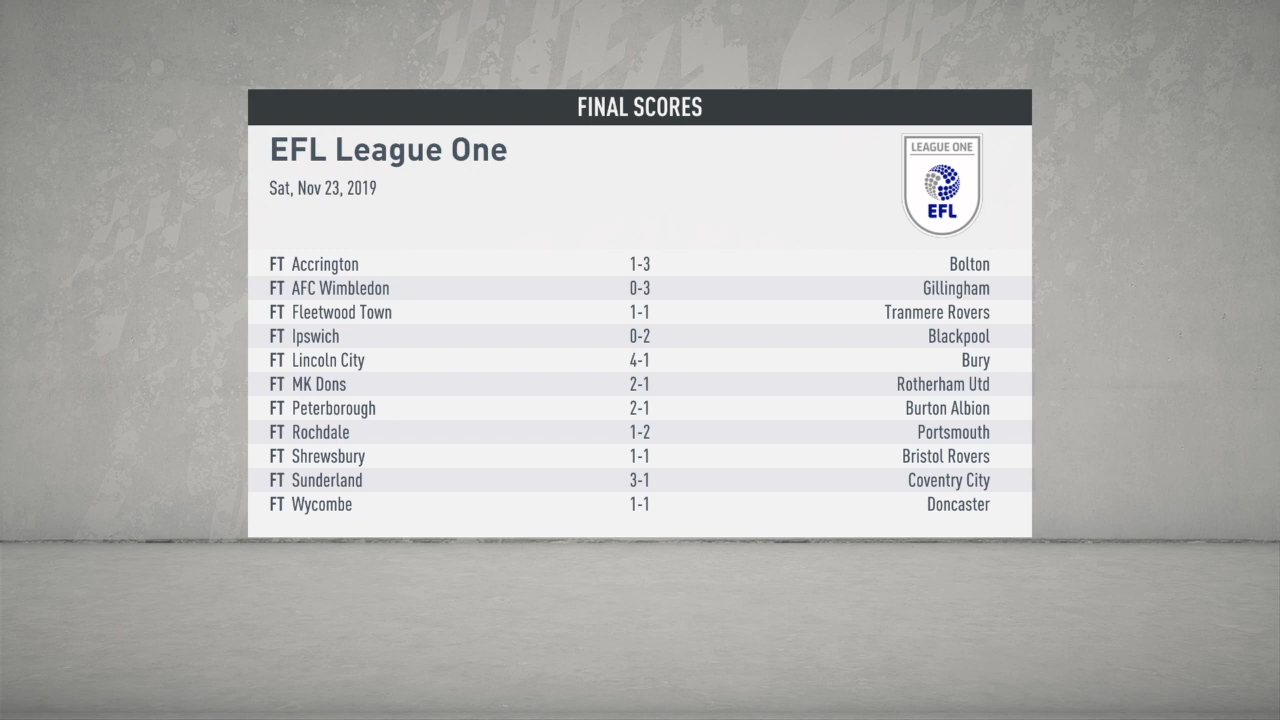 FINAL SCORES
EFL League One
LEAGUE ONE
EFL
Sat, Nov 23, 2019
FT Accrington 1-3 Bolton
FT AFC Wimbledon 0-3 Gillingham
FT Fleetwood Town 1-1 Tranmere Rovers
FT Ipswich 0-2 Blackpool
FT Lincoln City 4-1 Bury
FT MK Dons 2-1 Rotherham Utd
FT Peterborough 2-1 Burton Albion
FT Rochdale 1-2 Portsmouth
FT Shrewsbury 1-1 Bristol Rovers
FT Sunderland 3-1 Coventry City
FT Wycombe 1-1 Doncaster